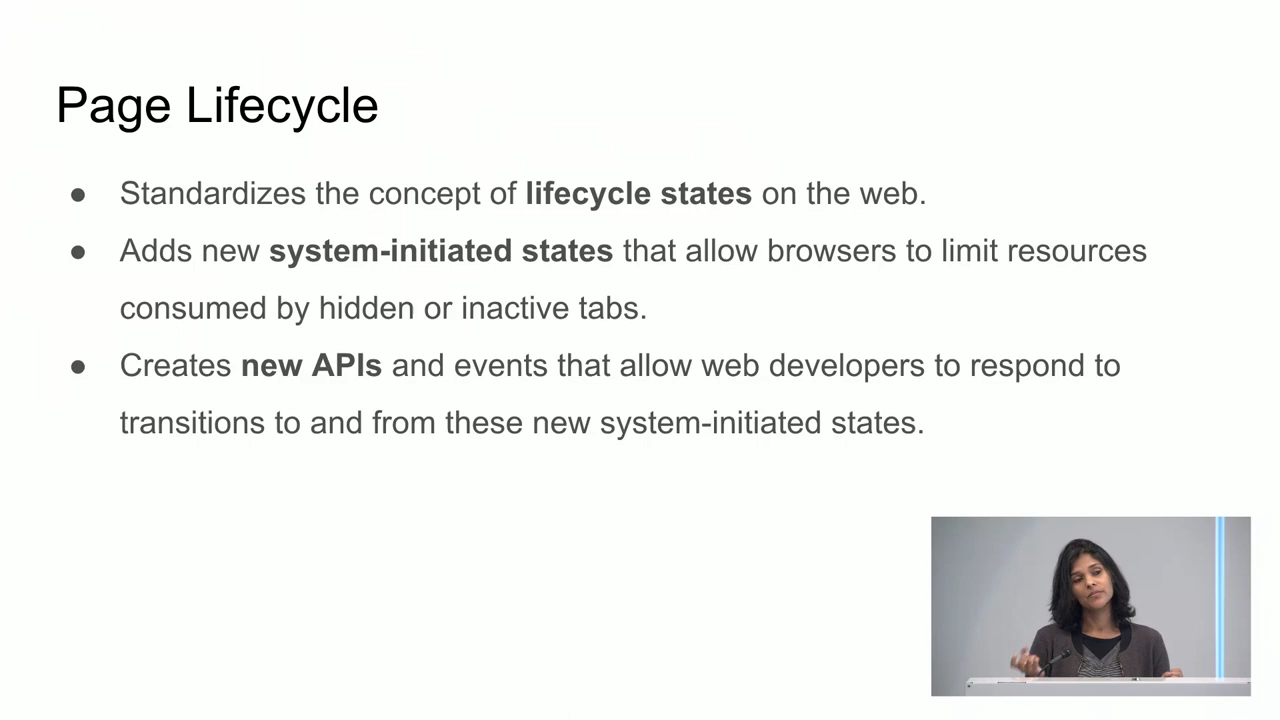 Page Lifecycle
● Standardizes the concept of lifecycle states on the web.
● Adds new system-initiated states that allow browsers to limit resources
consumed by hidden or inactive tabs.
● Creates new APIs and events that allow web developers to respond to
transitions to and from these new system-initiated states.